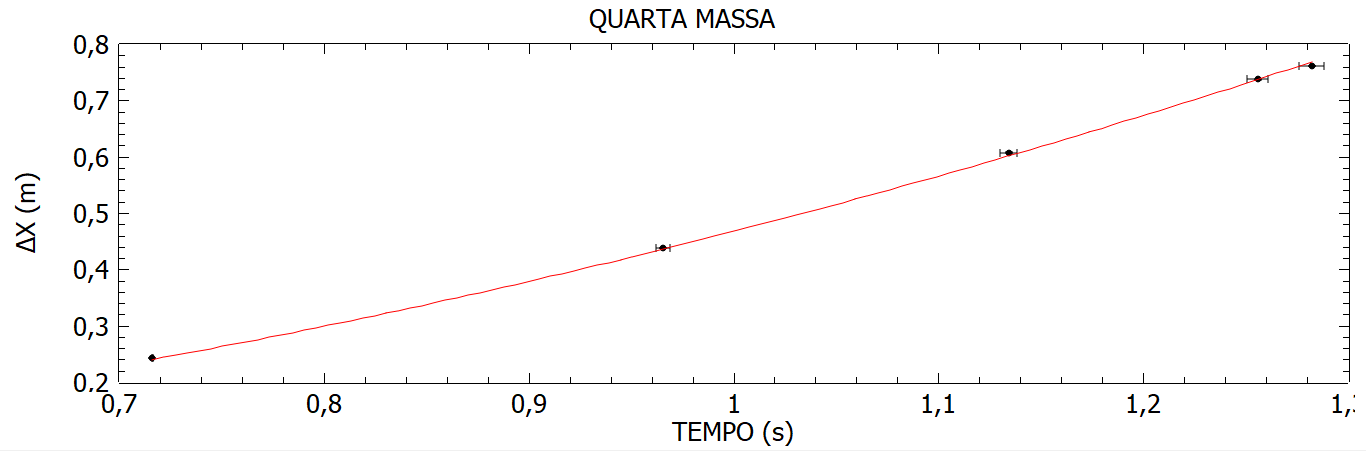 QUARTA MASSA
0,8
0,7
0,6
0,5
0,4
0,3
0,2
ΔX (m)
0,7 0,8 0,9 1 1,1 1,2
TEMPO (s)